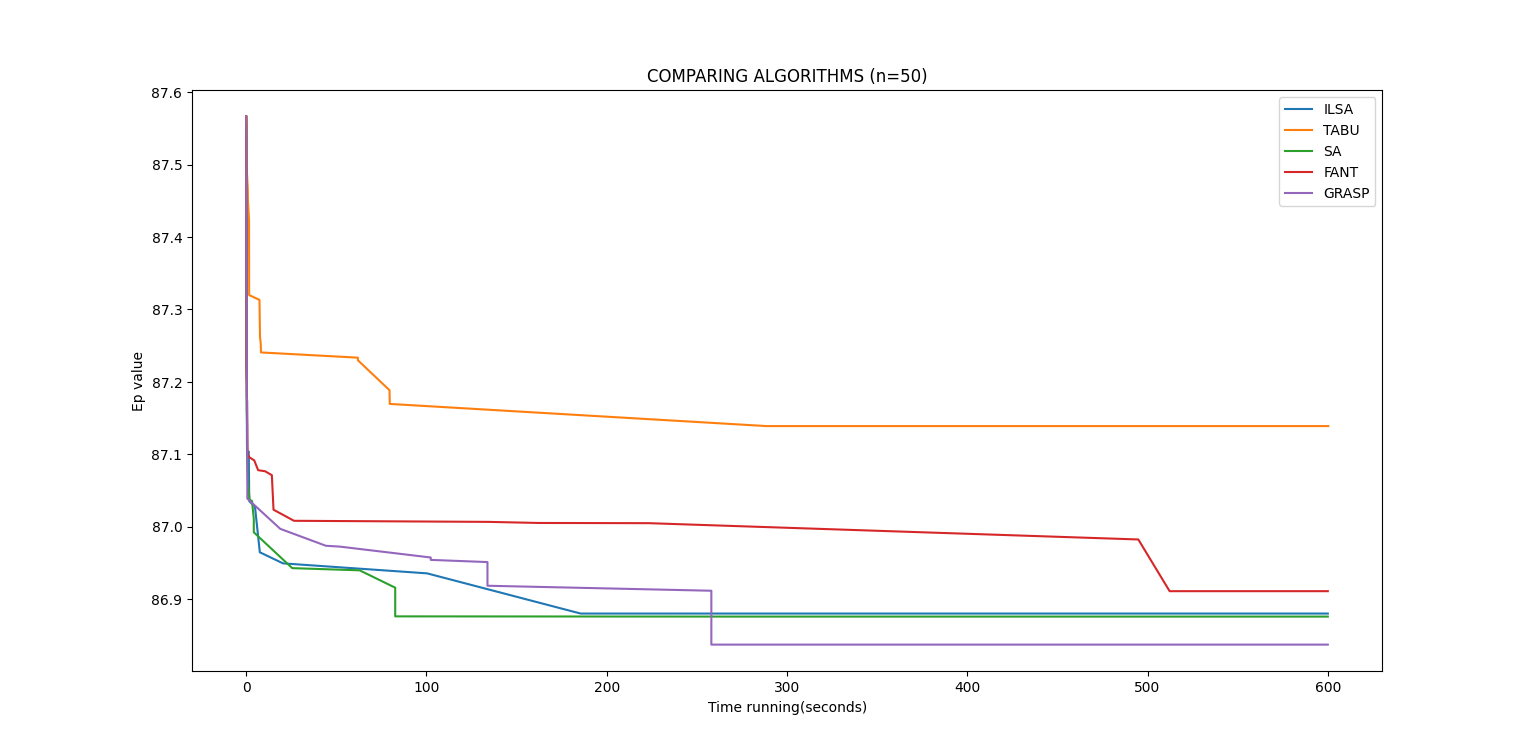 COMPARING ALGORITHMS (n=50)
87.6
87.5
87.4
87.3
87.2
87.1
87.0
86.9
Ep value
ILSA
TABU
SA
FANT
GRASP
0 100 200 300 400 500 600
Time running(seconds)